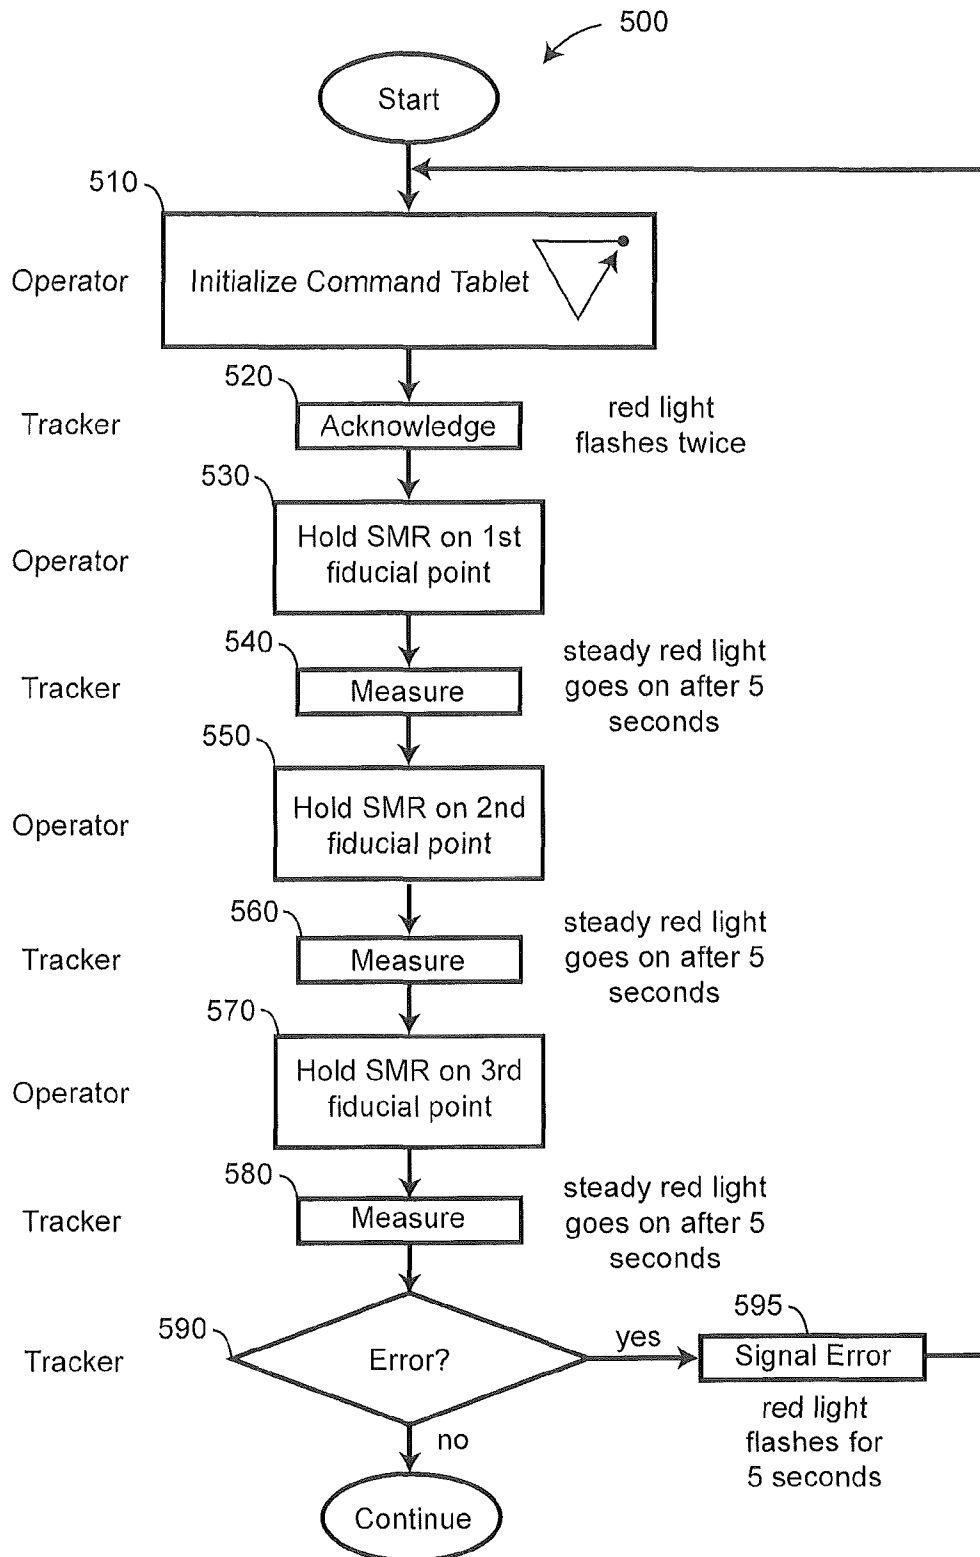 500
Start
510
Operator
Initialize Command Tablet
520
Tracker
Acknowledge
red light
flashes twice
530
Operator
Hold SMR on 1st
fiducial point
540
Tracker
Measure
steady red light
goes on after 5
seconds
550
Operator
Hold SMR on 2nd
fiducial point
560
Tracker
Measure
steady red light
goes on after 5
seconds
570
Operator
Hold SMR on 3rd
fiducial point
580
Tracker
Measure
steady red light
goes on after 5
seconds
590
Tracker
Error?
yes
595
Signal Error
red light
flashes for
5 seconds
no
Continue